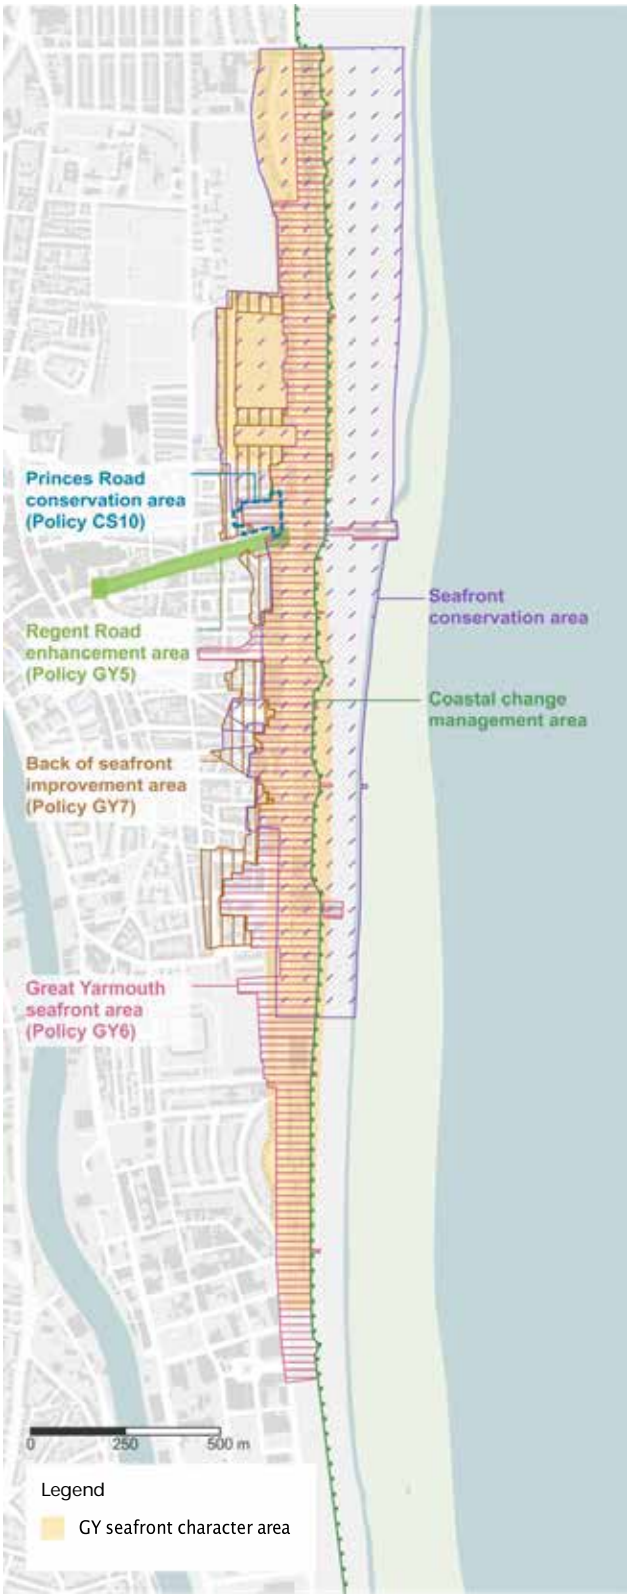 Princes Road
conservation area
(Policy CS10)
Regent Road
enhancement area
(Policy GY5)
Seafront
conservation area
Coastal change
management area
Back of seafront
improvement area
(Policy GY7)
Great Yarmouth
seafront area
(Policy GY6)
0 250 500 m
Legend
GY seafront character area